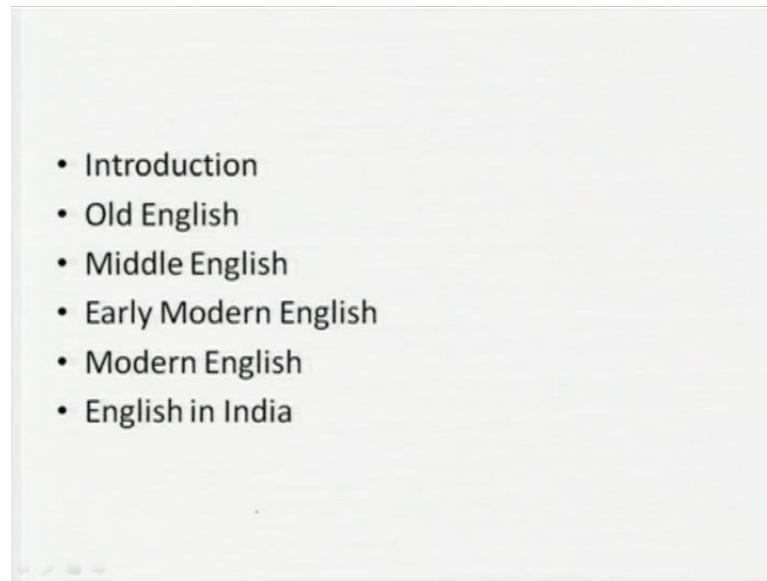 • Introduction
• Old English
• Middle English
• Early Modern English
• Modern English
• English in India